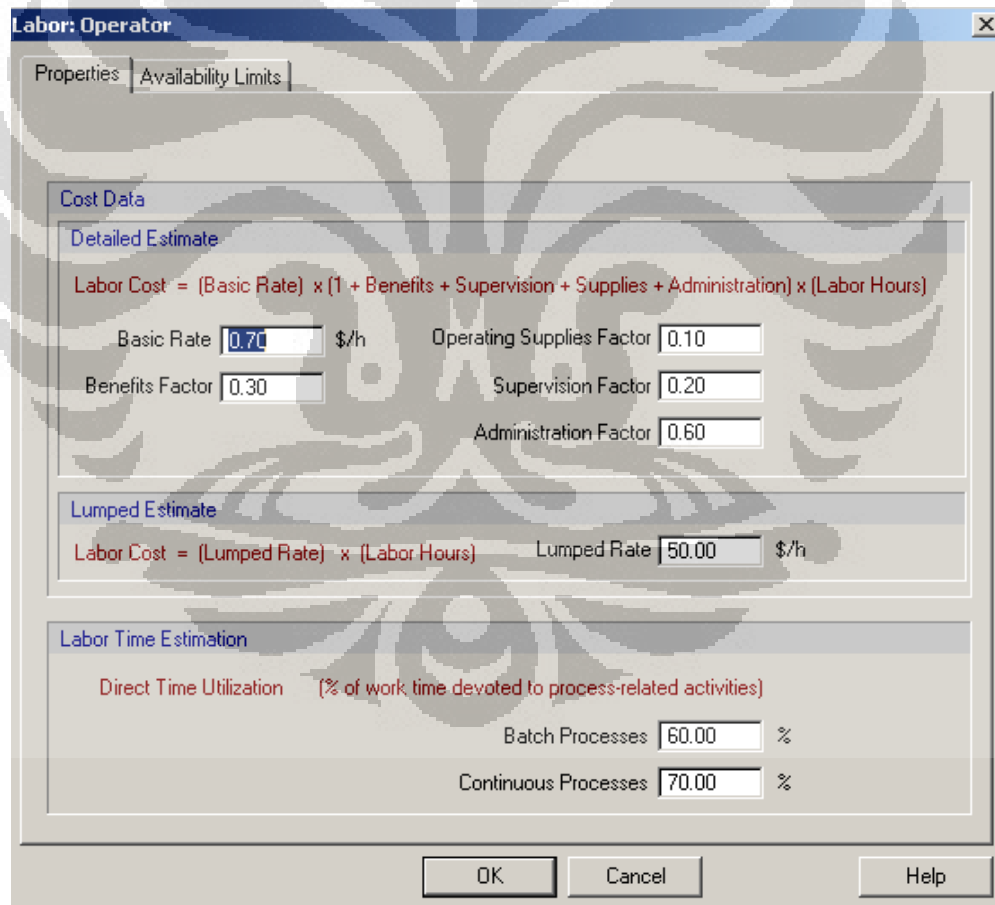 Labor: Operator
Properties Availability Limits
Cost Data
Detailed Estimate
Labor Cost = (Basic Rate) x (1 + Benefits + Supervision + Supplies + Administration) x (Labor Hours)
Basic Rate 0.70 $/h Operating Supplies Factor 0.10
Benefits Factor 0.30 Supervision Factor 0.20
Administration Factor 0.60
Lumped Estimate
Labor Cost = (Lumped Rate) x (Labor Hours) Lumped Rate 50.00 $/h
Labor Time Estimation
Direct Time Utilization (% of work time devoted to process-related activities)
Batch Processes 60.00 %
Continuous Processes 70.00 %
OK Cancel Help